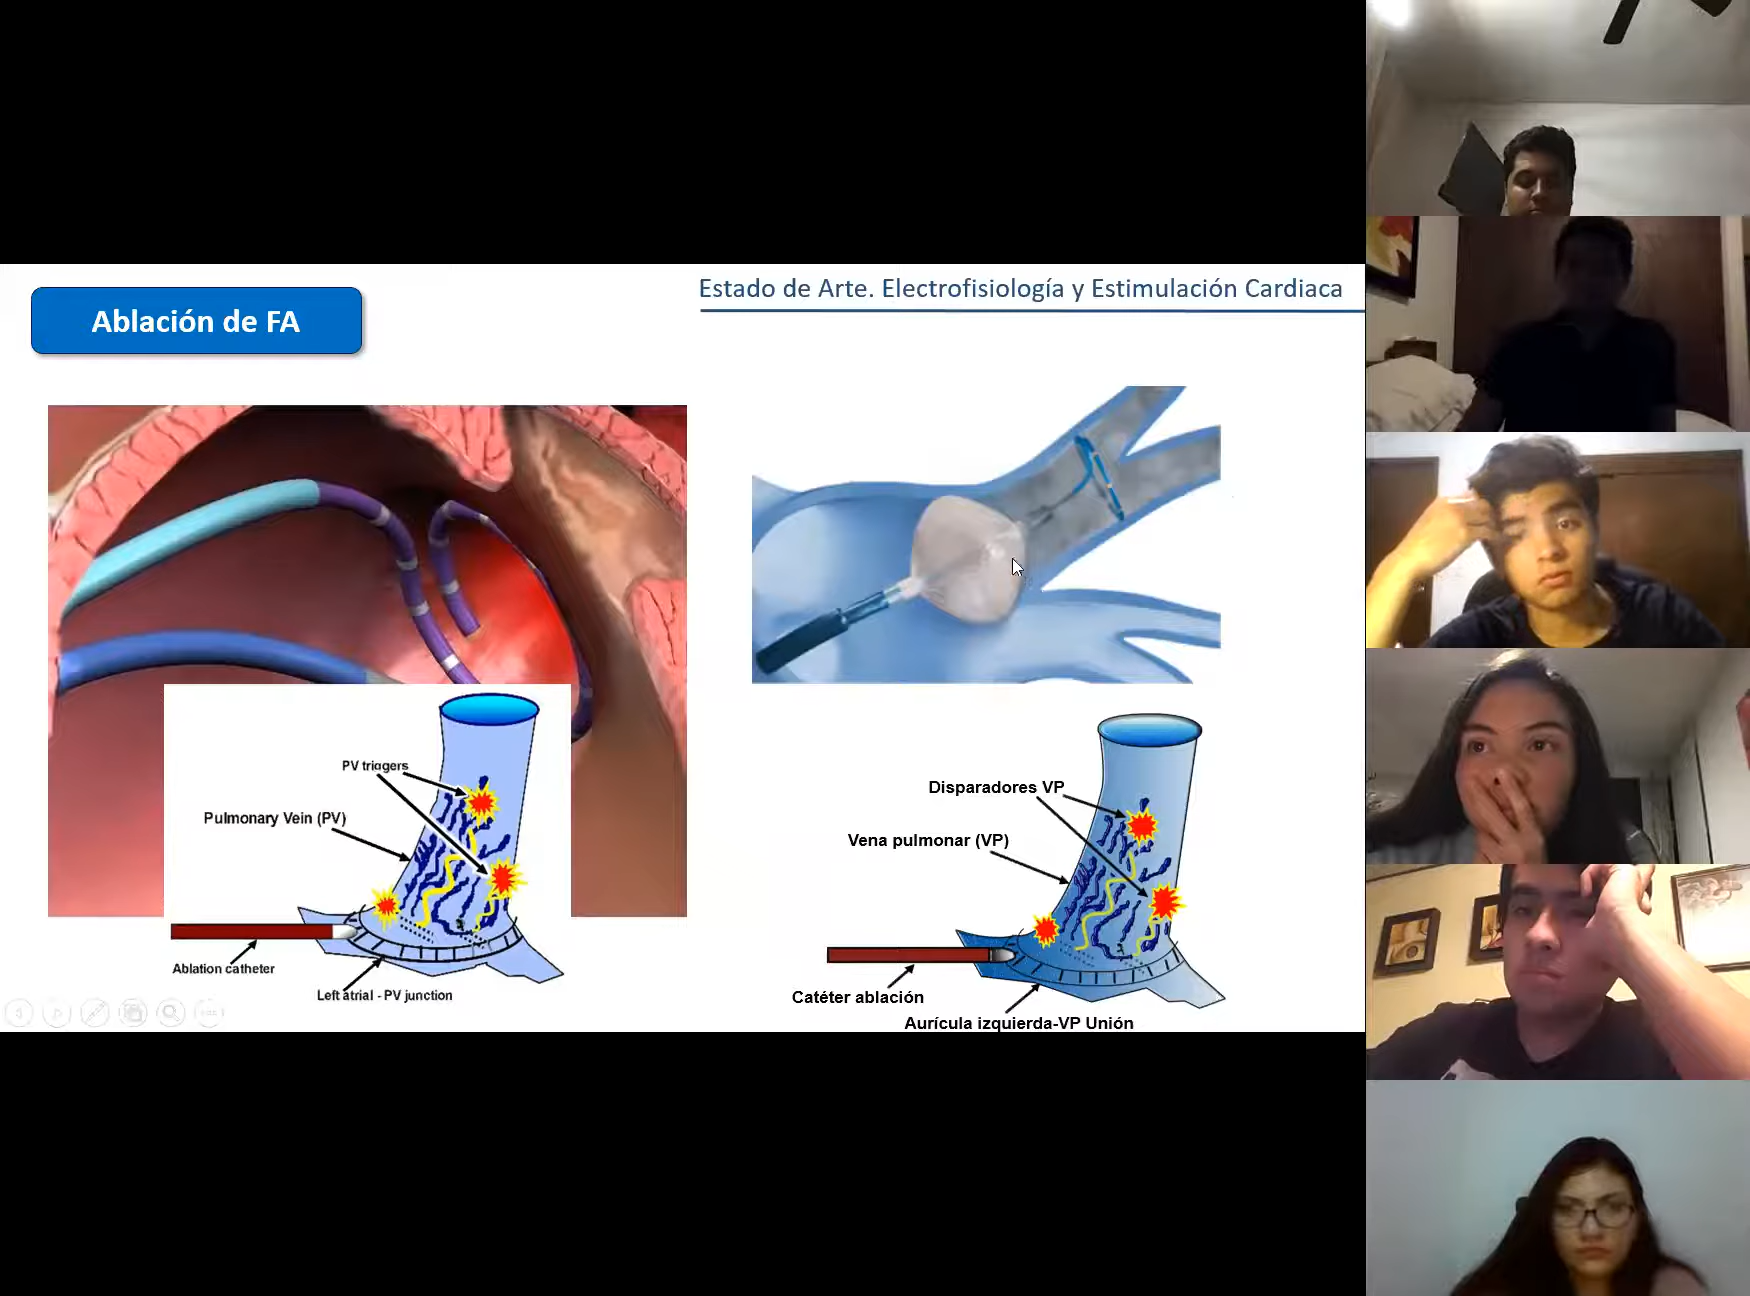 Estado de Arte. Electrofisiología y Estimulación Cardiaca
Ablación de FA
PV triggers
Pulmonary Vein (PV)
Ablation catheter
Left atrial - PV junction
Disparadores VP
Vena pulmonar (VP)
Catéter ablación
Aurícula izquierda-VP Unión